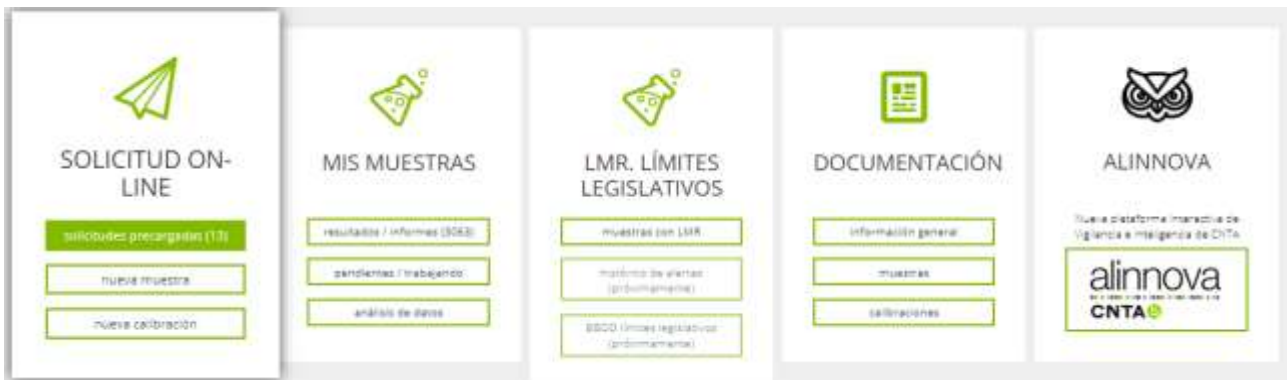 SOLICITUD ON-
LINE
solicitudes precargadas (13)
nueva muestra
nueva calibración
MIS MUESTRAS
resultados / informes (3063)
pendientes / trabajando
análisis de datos
LMR. LÍMITES
LEGISLATIVOS
muestras con LMR
histórico de alertas
(próximamente)
BBDD límites legislativos
(próximamente)
DOCUMENTACIÓN
información general
muestras
calibraciones
ALINNOVA
Nueva plataforma interactiva de
Vigilancia e Inteligencia de CNTA
alinnova
CNTA